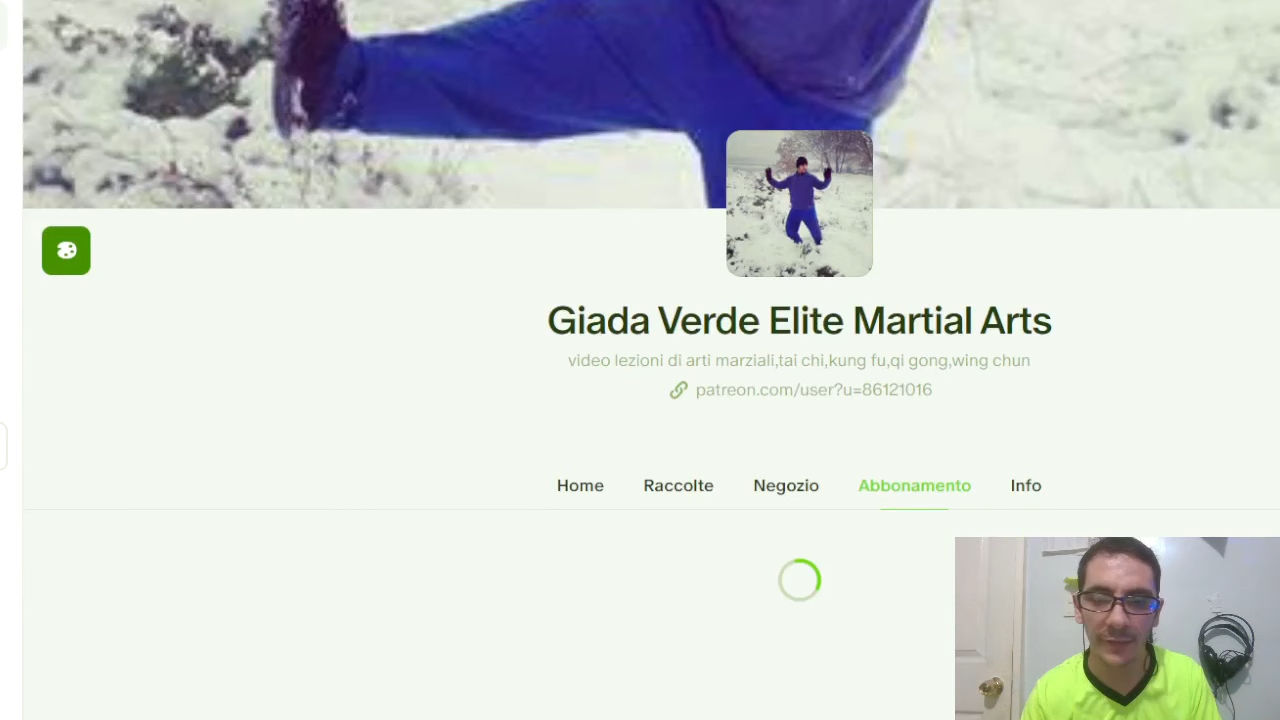 Giada Verde Elite Martial Arts
video lezioni di arti marziali,tai chi,kung fu,qi gong,wing chun
patreon.com/user?u=86121016
Home Raccolte Negozio Abbonamento Info